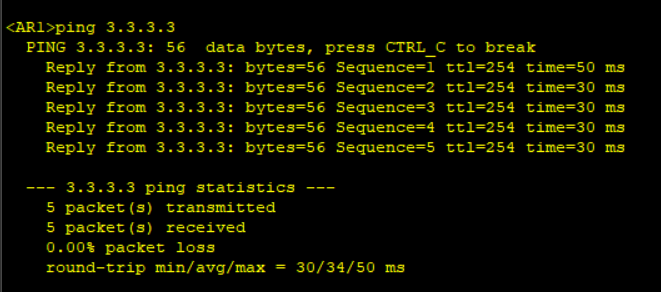 <AR1>ping 3.3.3.3
PING 3.3.3.3: 56 data bytes, press CTRL_C to break
Reply from 3.3.3.3: bytes=56 Sequence=1 ttl=254 time=50 ms
Reply from 3.3.3.3: bytes=56 Sequence=2 ttl=254 time=30 ms
Reply from 3.3.3.3: bytes=56 Sequence=3 ttl=254 time=30 ms
Reply from 3.3.3.3: bytes=56 Sequence=4 ttl=254 time=30 ms
Reply from 3.3.3.3: bytes=56 Sequence=5 ttl=254 time=30 ms
--- 3.3.3.3 ping statistics ---
5 packet(s) transmitted
5 packet(s) received
0.00% packet loss
round-trip min/avg/max = 30/34/50 ms